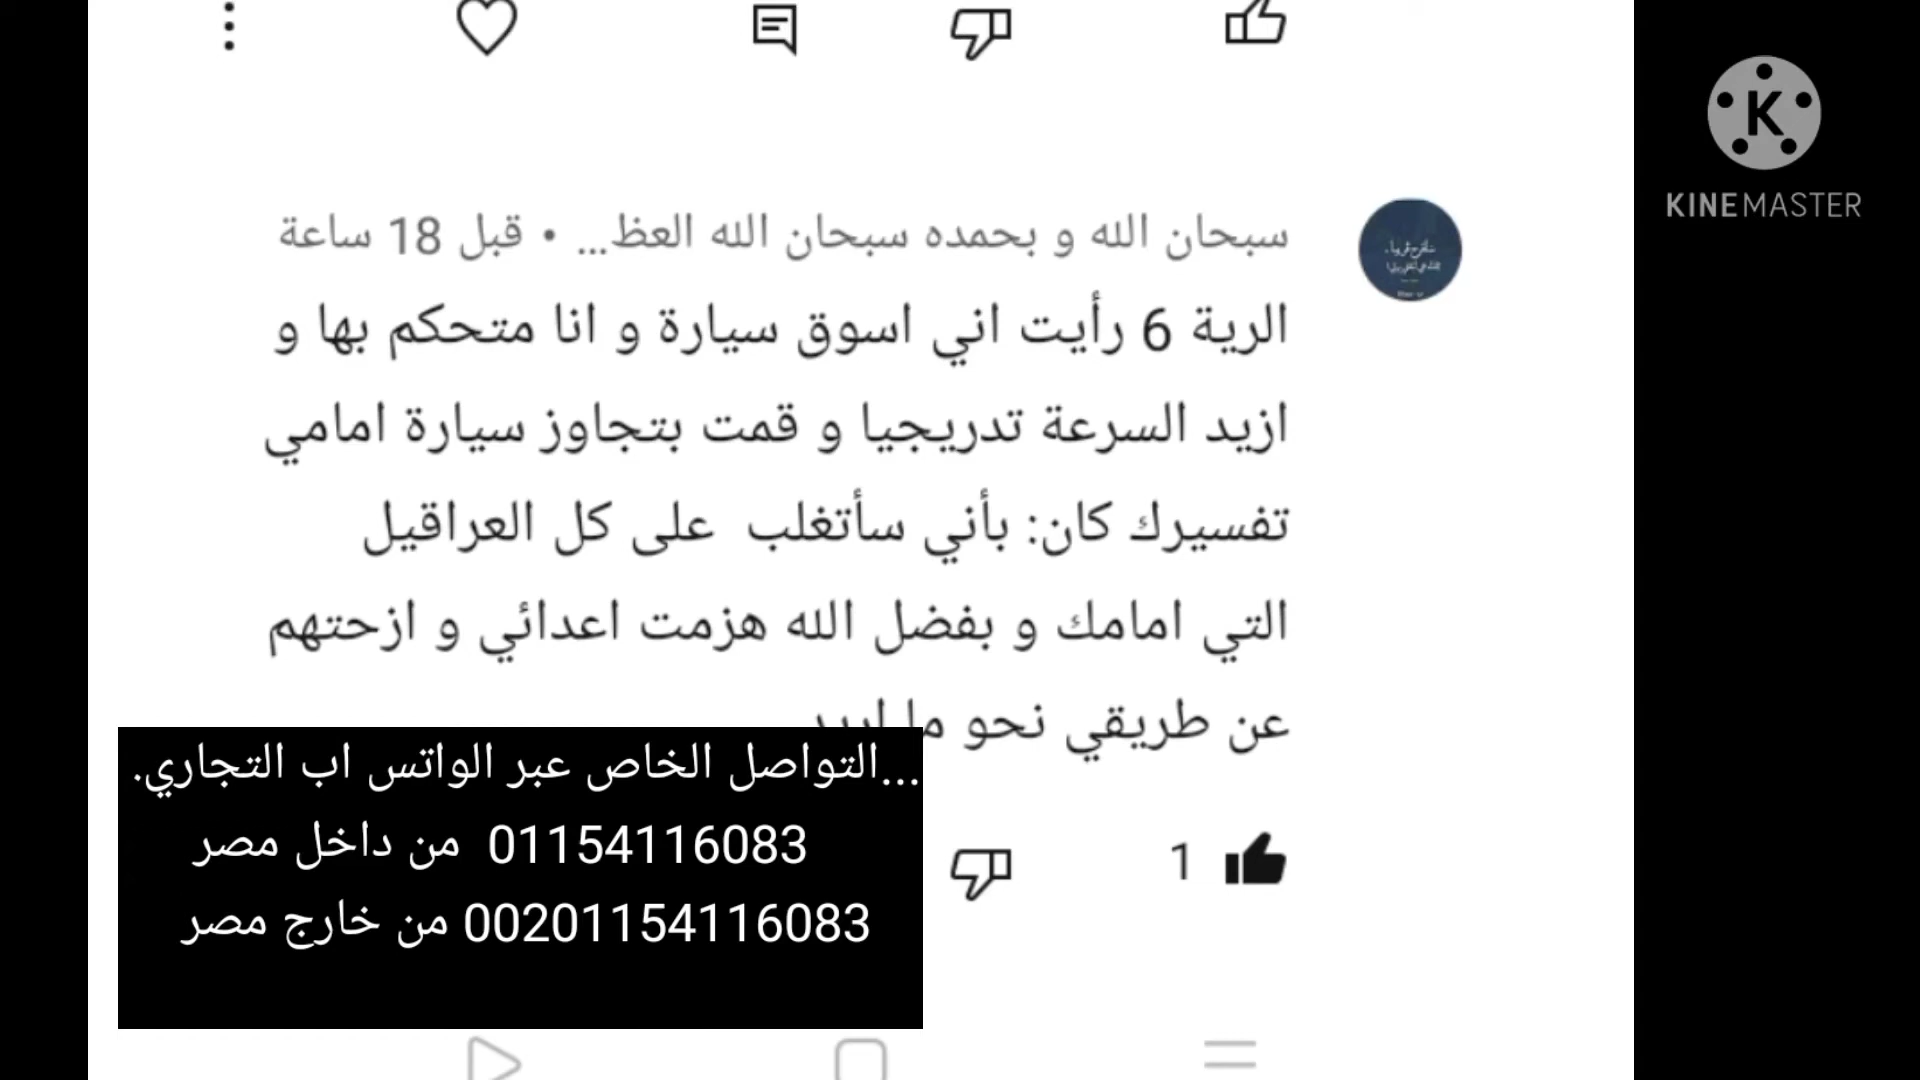 سبحان الله و بحمده سبحان الله العظ... • قبل 18 ساعة
الرية 6 رأيت اني اسوق سيارة و انا متحكم بها و
ازيد السرعة تدريجيا و قمت بتجاوز سيارة امامي
تفسيرك كان: بأني سأتغلب على كل العراقيل
التي امامك و بفضل الله هزمت اعدائي و ازحتهم
عن طريقي نحو ما
1
...التواصل الخاص عبر الواتس اب التجاري.
01154116083 من داخل مصر
00201154116083 من خارج مصر
K
KINEMASTER